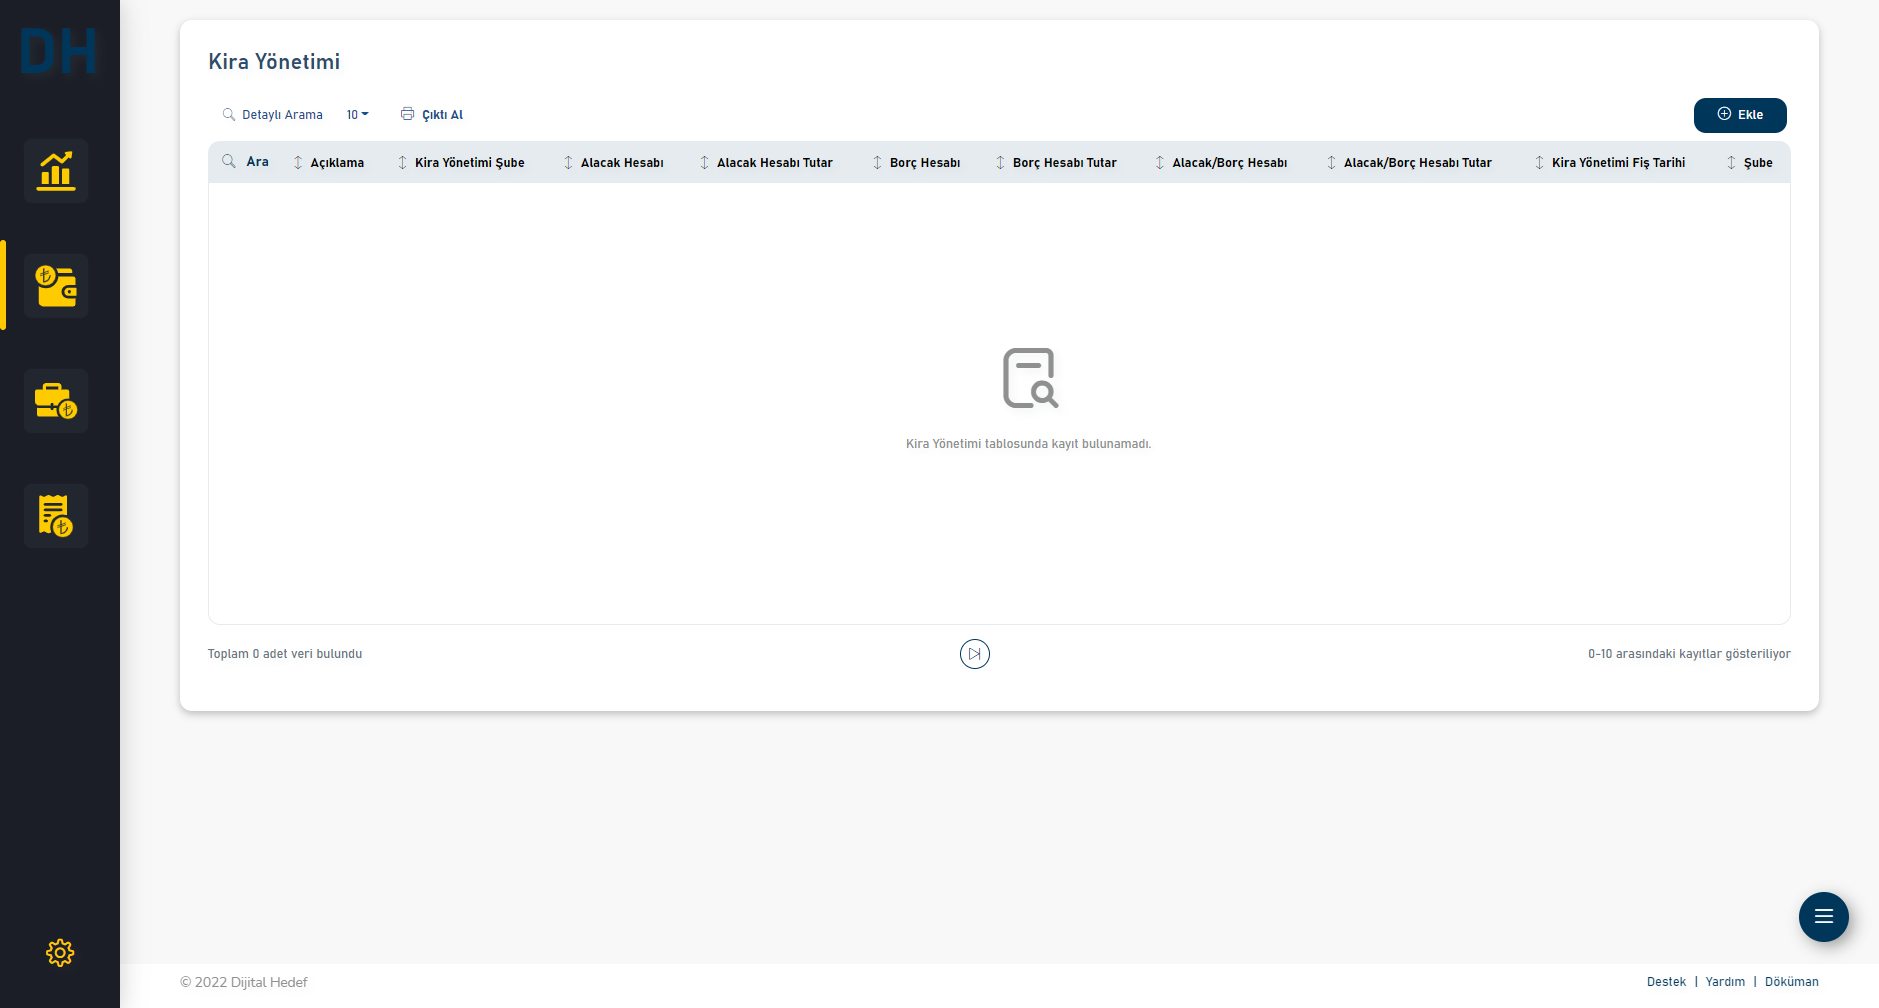 DH
Kira Yönetimi
Detaylı Arama 10 Çıktı Al Ekle
Ara Açıklama Kira Yönetimi Şube Alacak Hesabı Alacak Hesabı Tutar Borç Hesabı Borç Hesabı Tutar Alacak/Borç Hesabı Alacak/Borç Hesabı Tutar Kira Yönetimi Fiş Tarihi Şube
Kira Yönetimi tablosunda kayıt bulunamadı.
Toplam 0 adet veri bulundu 0-10 arasındaki kayıtlar gösteriliyor
© 2022 Dijital Hedef Destek | Yardım | Döküman